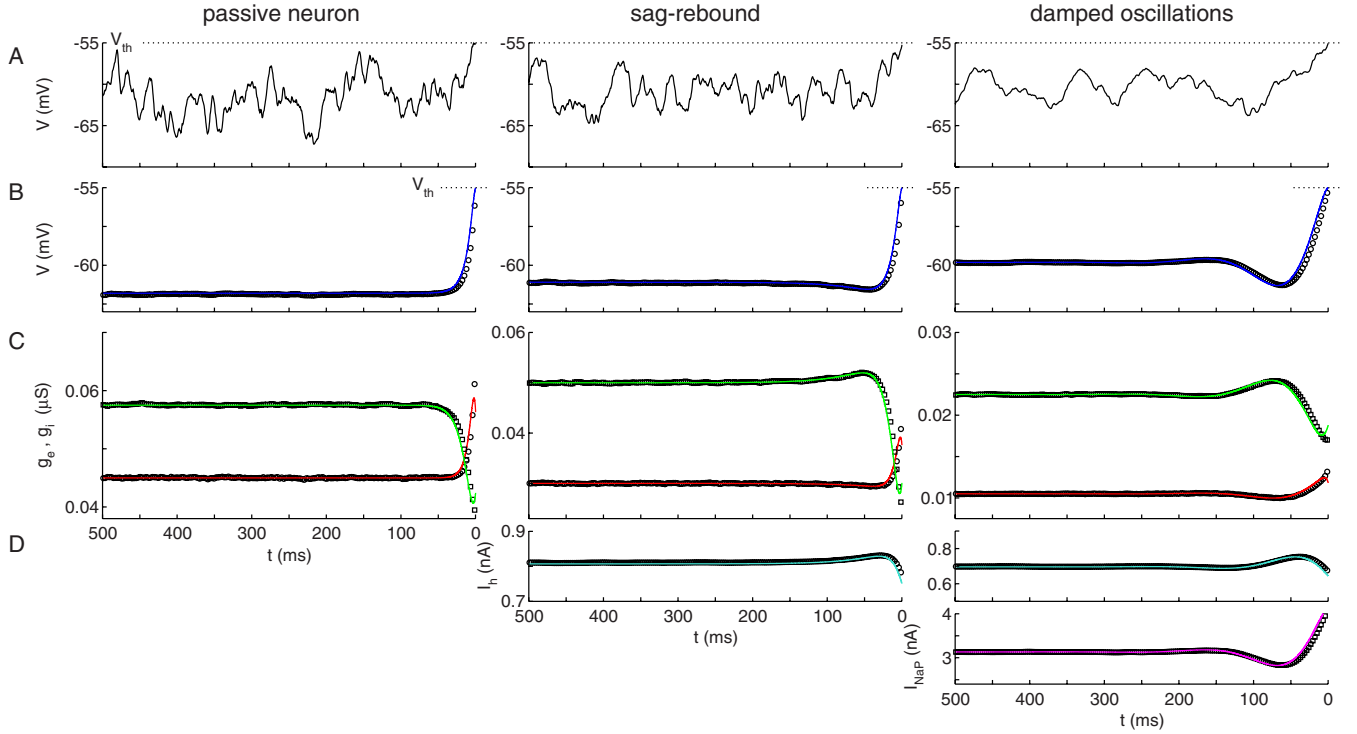 passive neuron
sag-rebound
damped oscillations
A
V (mV)
-55
-65
V_th
-55
-65
-55
-65
B
V (mV)
-55
-60
V_th
-55
-60
-55
-60
C
g_e , g_i (μS)
0.06
0.04
500 400 300 200 100 0
t (ms)
0.06
0.04
0.03
0.02
0.01
D
I_h (nA)
0.9
0.7
500 400 300 200 100 0
t (ms)
0.8
0.6
I_NaP (nA)
4
3
500 400 300 200 100 0
t (ms)